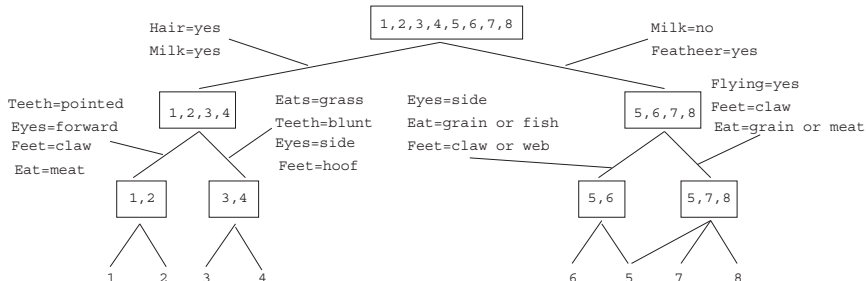 1,2,3,4,5,6,7,8
Hair=yes
Milk=yes
Milk=no
Featheer=yes
1,2,3,4
5,6,7,8
Teeth=pointed
Eyes=forward
Feet=claw
Eat=meat
Eats=grass
Teeth=blunt
Eyes=side
Feet=hoof
Eyes=side
Eat=grain or fish
Feet=claw or web
Flying=yes
Feet=claw
Eat=grain or meat
1,2
3,4
5,6
5,7,8
1
2
3
4
6
5
7
8